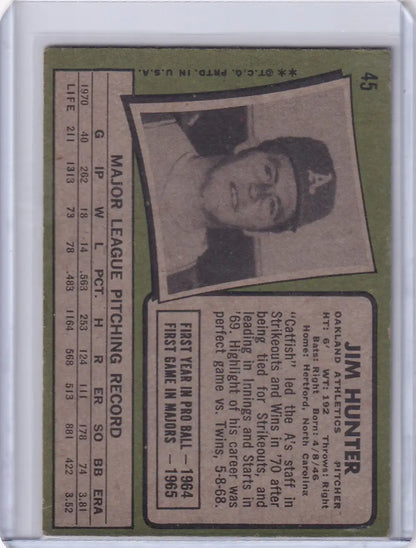 45
**©T.C.G. PRTD. IN U.S.A.
A
JIM HUNTER
OAKLAND ATHLETICS PITCHER
HT: 6' WT: 192 Throws: Right
Bats: Right Born: 4/8/46
Home: Hertford, North Carolina
"Catfish" led the A's staff in
Strikeouts and Wins in '70 after
being tied for Strikeouts, and
leading in Innings and Starts in
'69. Highlight of his career was
perfect game vs. Twins, 5-8-68.
FIRST YEAR IN PRO BALL—1964
FIRST GAME IN MAJORS—1965
MAJOR LEAGUE PITCHING RECORD
G IP W L PCT. H R ER SO BB ERA
1970 40 262 18 14 .563 253 124 111 178 74 3.81
LIFE 211 1313 73 78 .483 1164 568 513 881 422 3.52